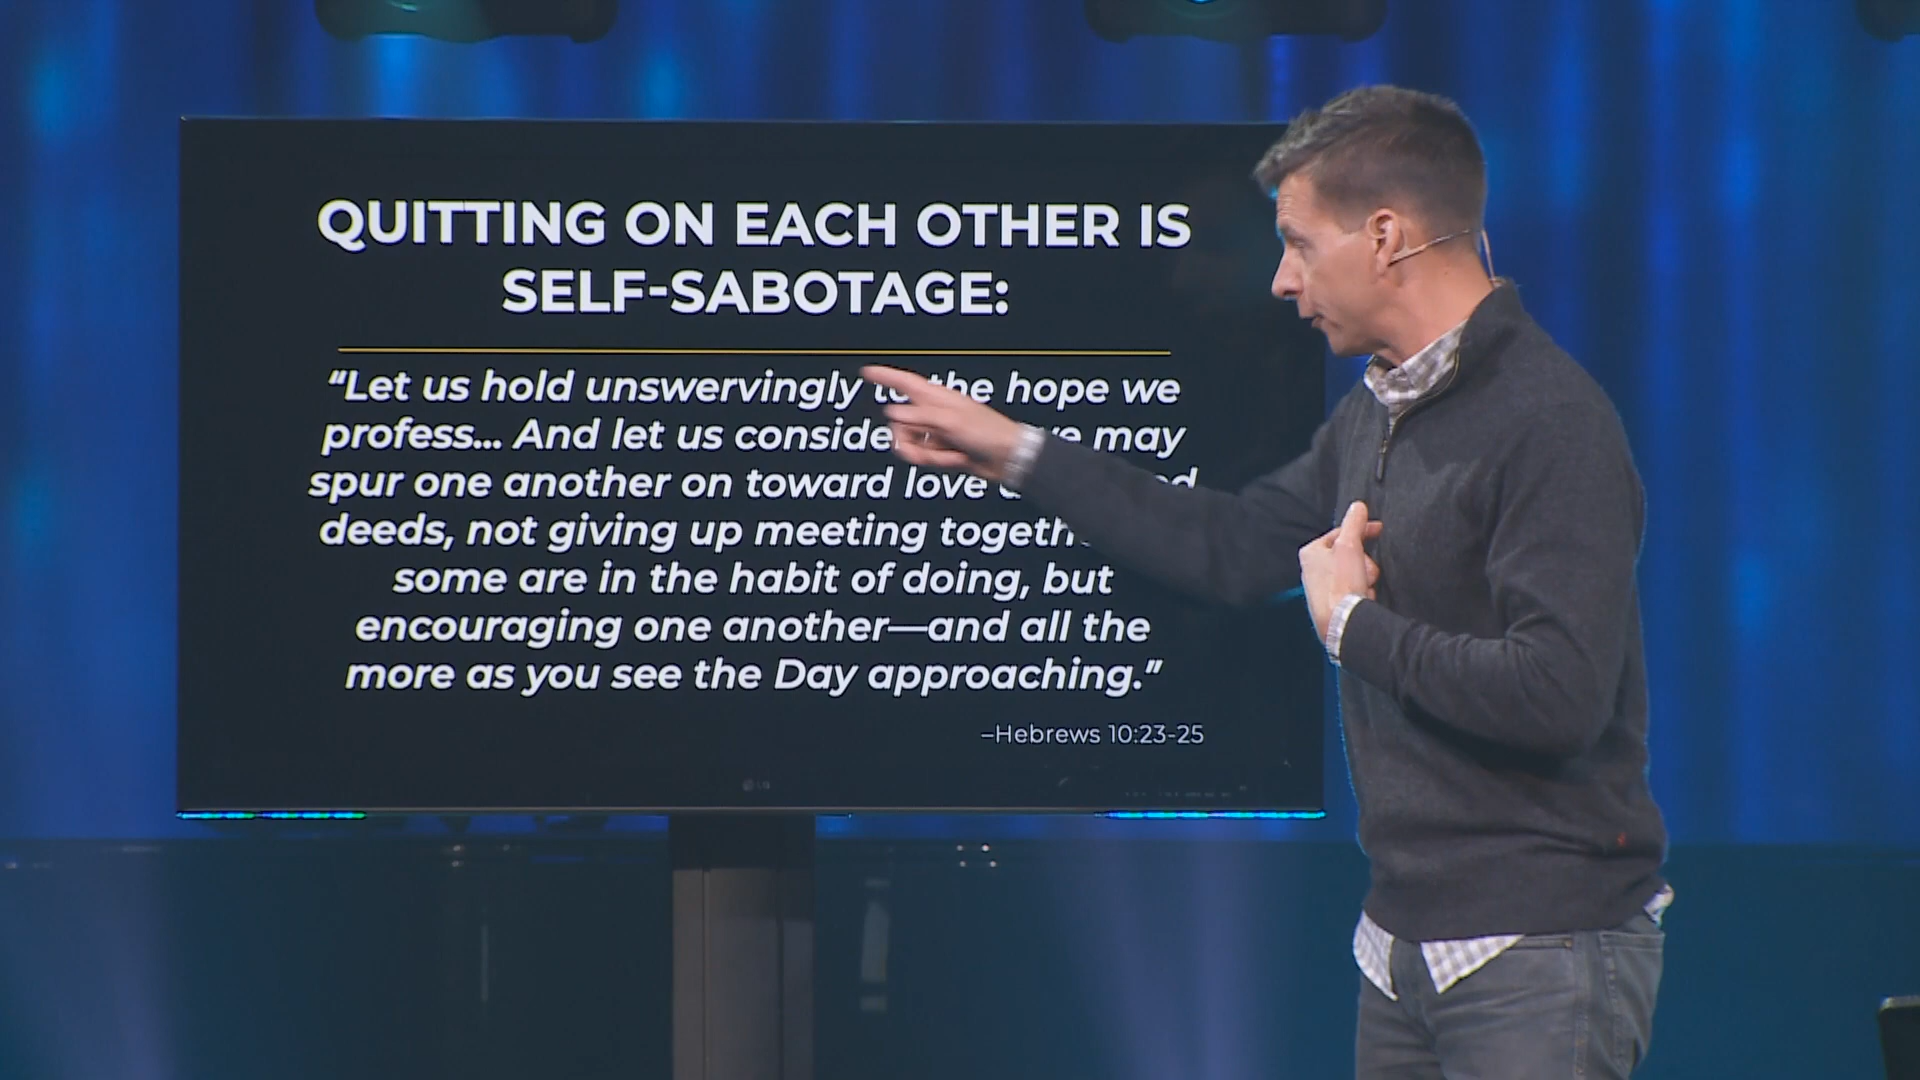 QUITTING ON EACH OTHER IS
SELF-SABOTAGE:
“Let us hold unswervingly the hope we
profess... And let us may
spur one another on toward love
deeds, not giving up meeting
some are in the habit of doing, but
encouraging one another—and all the
more as you see the Day approaching.”
–Hebrews 10:23-25
LG